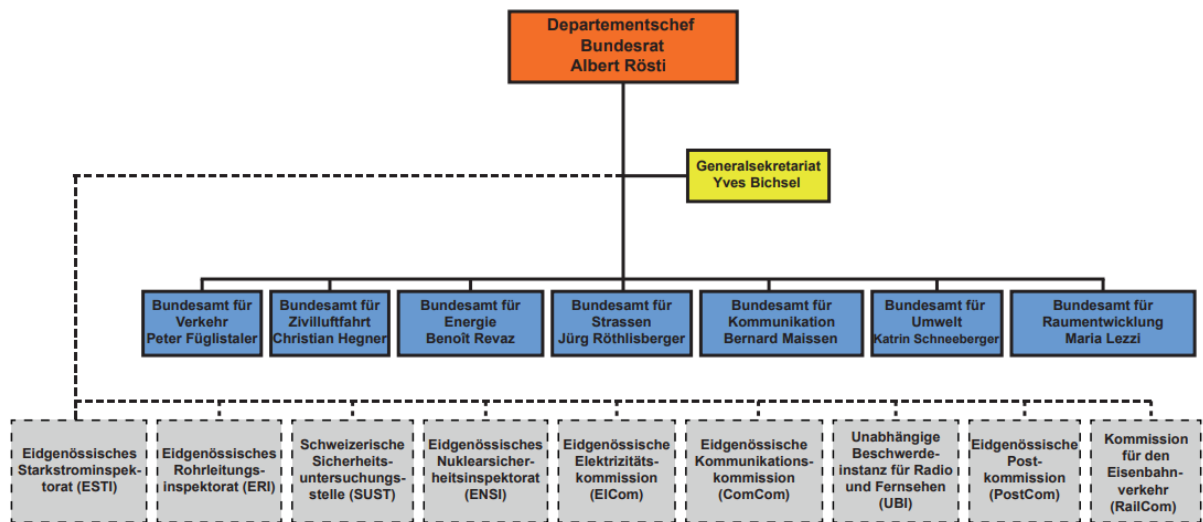 Departementschef
Bundesrat
Albert Rösti
Generalsekretariat
Yves Bichsel
Bundesamt für
Verkehr
Peter Füglistaler
Bundesamt für
Zivilluftfahrt
Christian Hegner
Bundesamt für
Energie
Benoît Revaz
Bundesamt für
Strassen
Jürg Röthlisberger
Bundesamt für
Kommunikation
Bernard Maissen
Bundesamt für
Umwelt
Katrin Schneeberger
Bundesamt für
Raumentwicklung
Maria Lezzi
Eidgenössisches
Starkstrominspek-
torat (ESTI)
Eidgenössisches
Rohrleitungs-
inspektorat (ERI)
Schweizerische
Sicherheits-
untersuchungs-
stelle (SUST)
Eidgenössisches
Nuklearsicher-
heitsinspektorat
(ENSI)
Eidgenössische
Elektrizitäts-
kommission
(ElCom)
Eidgenössische
Kommunikations-
kommission
(ComCom)
Unabhängige
Beschwerde-
instanz für Radio
und Fernsehen
(UBI)
Eidgenössische
Post-
kommission
(PostCom)
Kommission
für den
Eisenbahn-
verkehr
(RailCom)